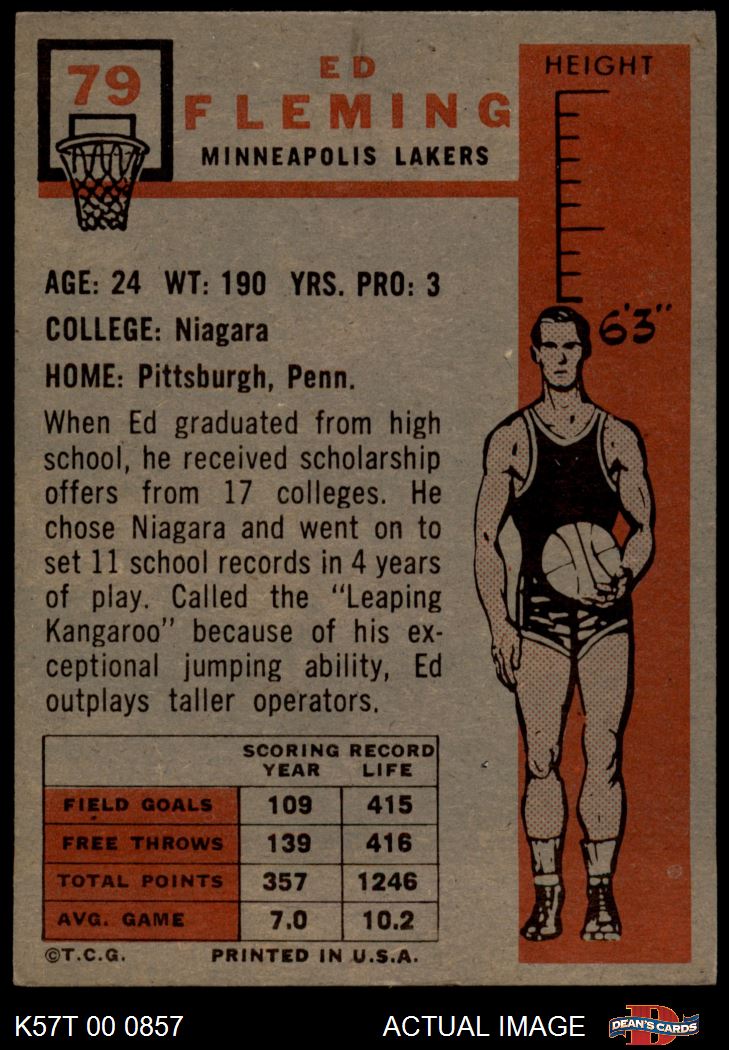 79
ED
FLEMING
MINNEAPOLIS LAKERS
HEIGHT
6'3"
AGE: 24 WT: 190 YRS. PRO: 3
COLLEGE: Niagara
HOME: Pittsburgh, Penn.
When Ed graduated from high
school, he received scholarship
offers from 17 colleges. He
chose Niagara and went on to
set 11 school records in 4 years
of play. Called the "Leaping
Kangaroo" because of his ex-
ceptional jumping ability, Ed
outplays taller operators.
SCORING RECORD
YEAR LIFE
FIELD GOALS 109 415
FREE THROWS 139 416
TOTAL POINTS 357 1246
AVG. GAME 7.0 10.2
©T.C.G. PRINTED IN U.S.A.
K57T 00 0857 ACTUAL IMAGE D DEAN'S CARDS